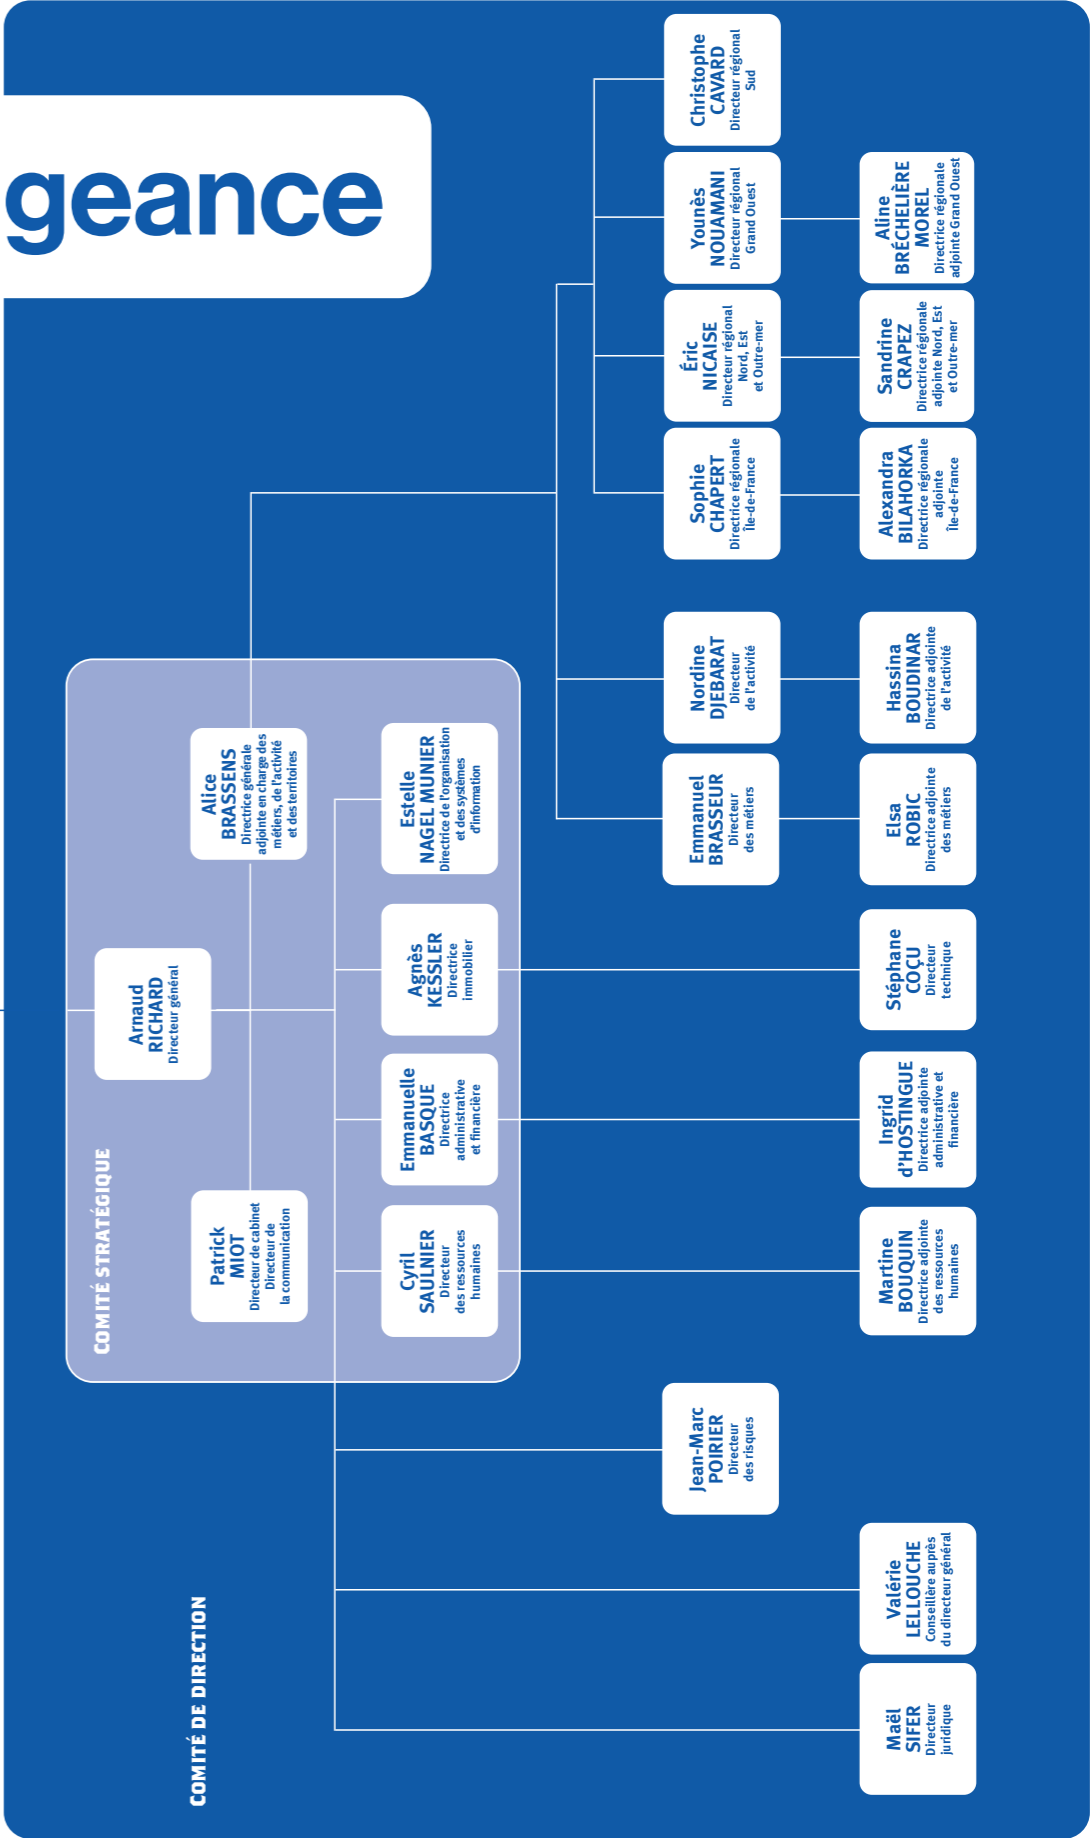 geance
COMITÉ DE DIRECTION
COMITÉ STRATÉGIQUE
Arnaud
RICHARD
Directeur général
Patrick
MIOT
Directeur de cabinet
Directeur de
la communication
Alice
BRASSENS
Directrice générale
adjointe en charge des
métiers, de l'activité
et des territoires
Cyril
SAULNIER
Directeur
des ressources
humaines
Emmanuelle
BASQUE
Directrice
administrative
et financière
Agnès
KESSLER
Directrice
immobilier
Estelle
NAGEL MUNIER
Directrice de l'organisation
et des systèmes
d'information
Jean-Marc
POIRIER
Directeur
des risques
Emmanuel
BRASSEUR
Directeur
des métiers
Nordine
DJEBARAT
Directeur
de l'activité
Sophie
CHAPERT
Directrice régionale
Île-de-France
Éric
NICAISE
Directeur régional
Nord, Est
et Outre-mer
Younès
NOUAMANI
Directeur régional
Grand Ouest
Christophe
CAVARD
Directeur régional
Sud
Maël
SIFER
Directeur
juridique
Valérie
LELLOUCHE
Conseillère auprès
du directeur général
Martine
BOUQUIN
Directrice adjointe
des ressources
humaines
Ingrid
d'HOSTINGUE
Directrice adjointe
administrative et
financière
Stéphane
COÇU
Directeur
technique
Elsa
ROBIC
Directrice adjointe
des métiers
Hassina
BOUDINAR
Directrice adjointe
de l'activité
Alexandra
BILAHORKA
Directrice régionale
adjointe
Île-de-France
Sandrine
CRAPEZ
Directrice régionale
adjointe Nord, Est
et Outre-mer
Aline
BRÉCHELIÈRE
MOREL
Directrice régionale
adjointe Grand Ouest